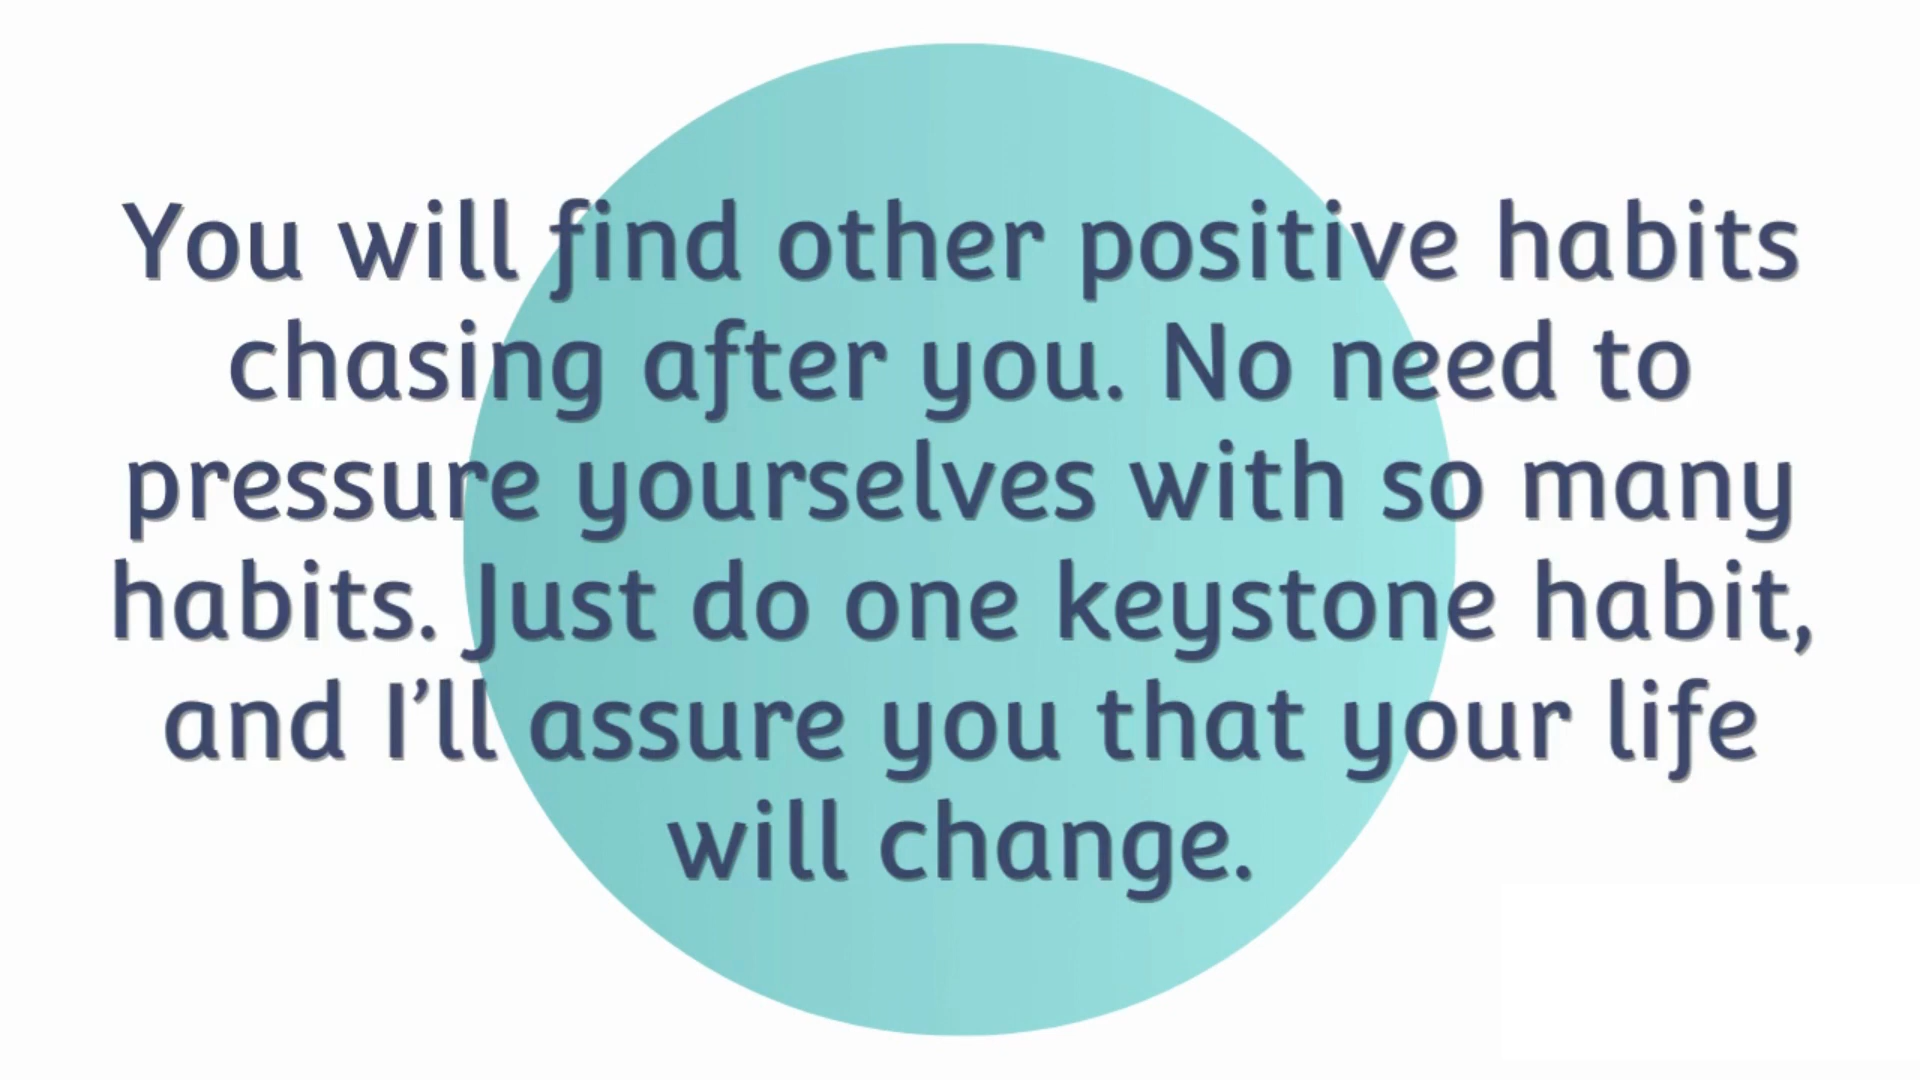 You will find other positive habits
chasing after you. No need to
pressure yourselves with so many
habits. Just do one keystone habit,
and I’ll assure you that your life
will change.